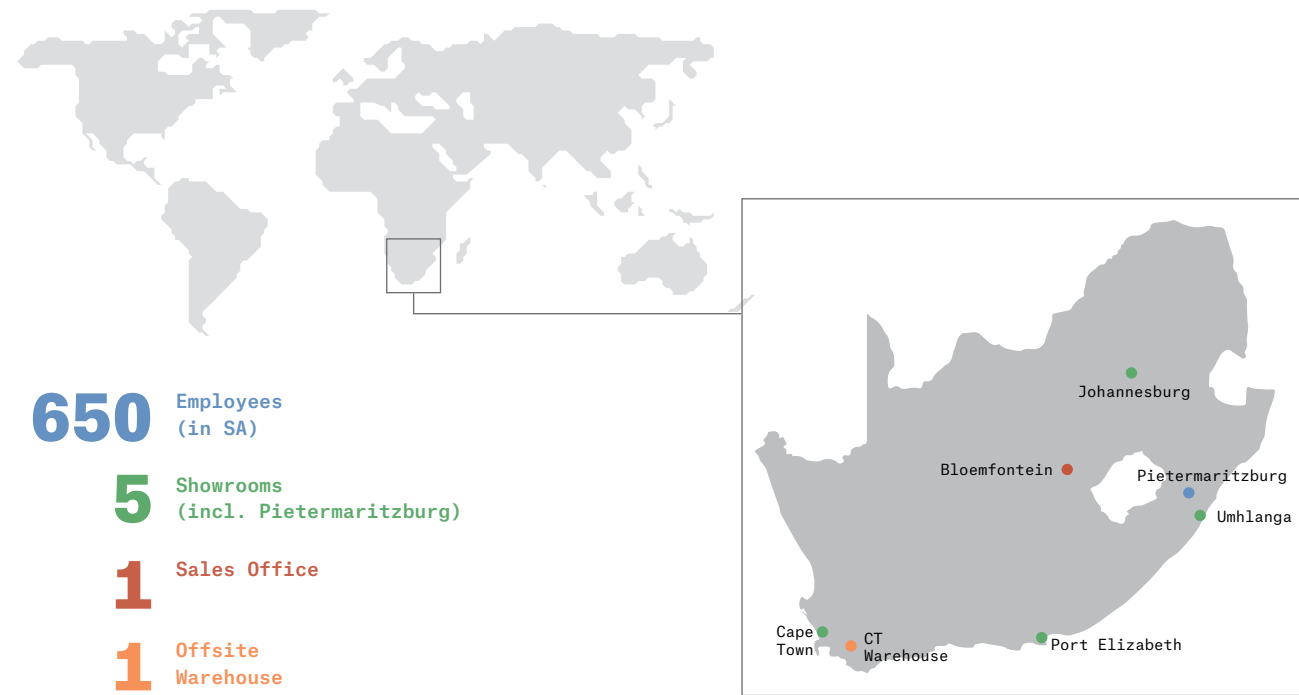 650
Employees
(in SA)
5
Showrooms
(incl. Pietermaritzburg)
1
Sales Office
1
Offsite
Warehouse
Johannesburg
Bloemfontein
Pietermaritzburg
Umhlanga
Cape
Town
CT
Warehouse
Port Elizabeth